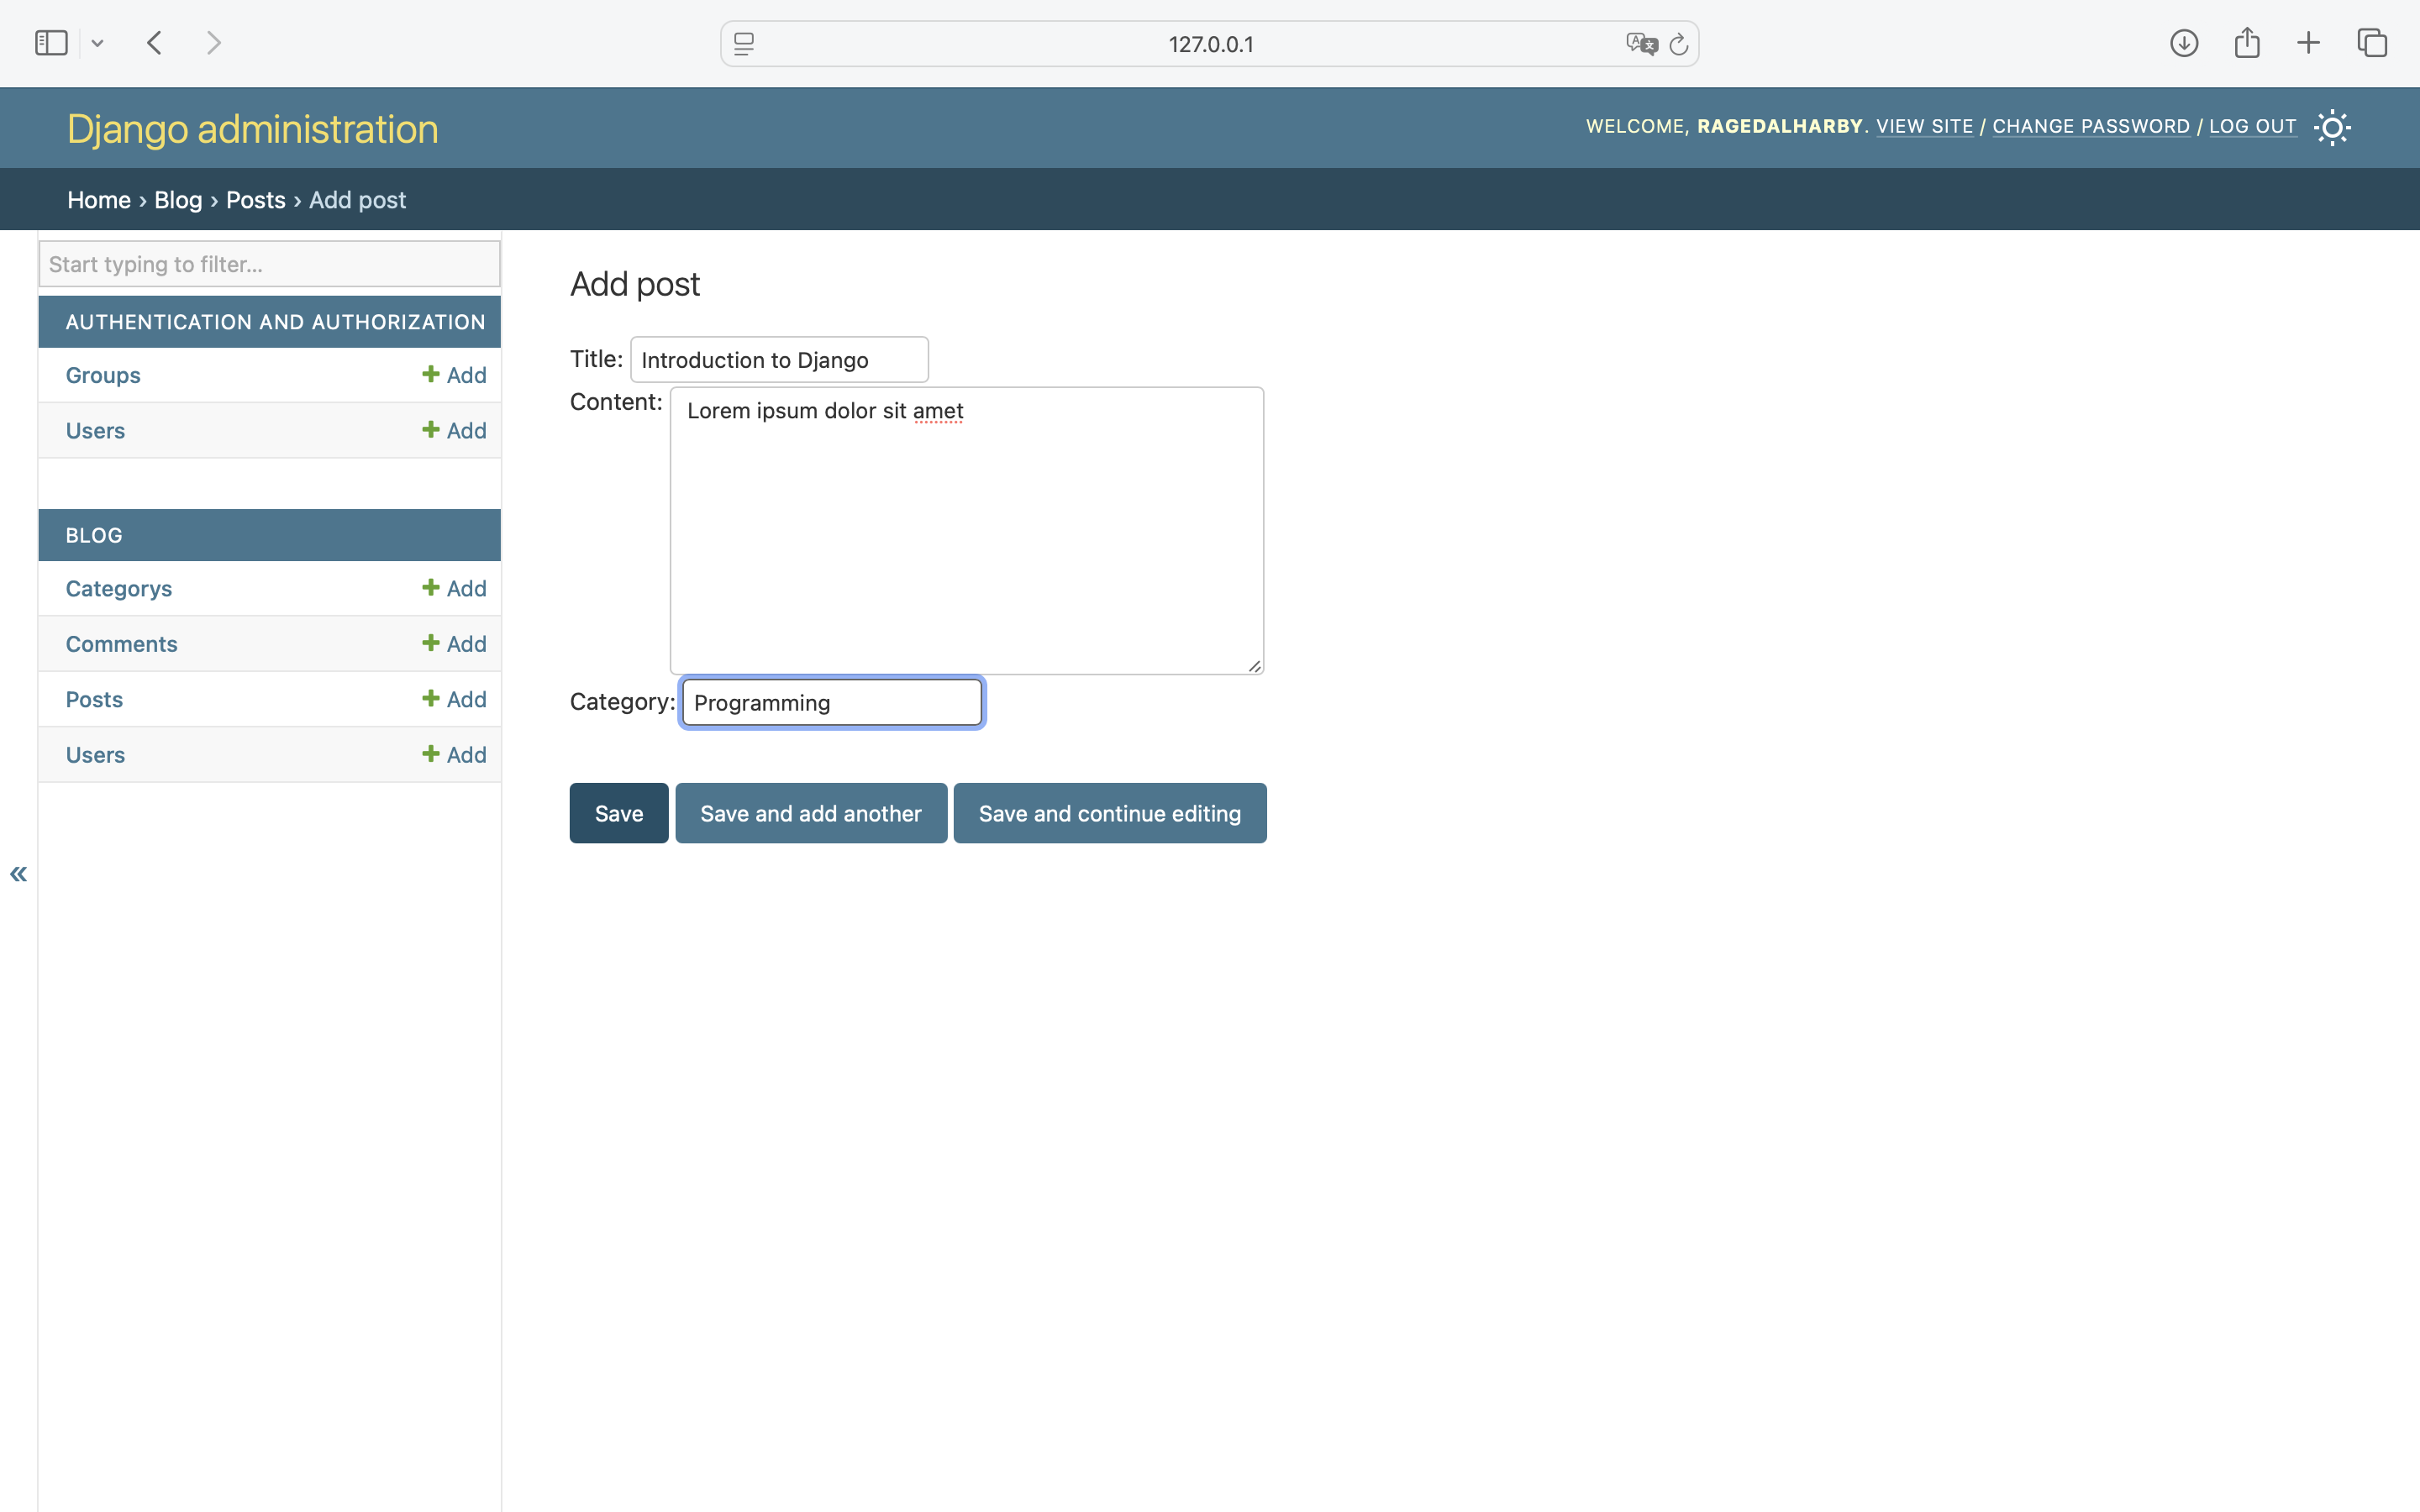 127.0.0.1
Django administration
WELCOME, RAGEDALHARBY. VIEW SITE / CHANGE PASSWORD / LOG OUT
Home › Blog › Posts › Add post
Start typing to filter...
AUTHENTICATION AND AUTHORIZATION
Groups + Add
Users + Add
BLOG
Categorys + Add
Comments + Add
Posts + Add
Users + Add
«
Add post
Title: Introduction to Django
Content: Lorem ipsum dolor sit amet
Category: Programming
Save Save and add another Save and continue editing